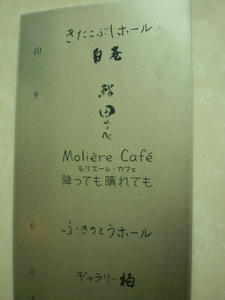 きたこぶしホール
10
9
Molière Café
モリエール・カフェ
降っても晴れても
6
ふきのとうホール
5
ギャラリー柏